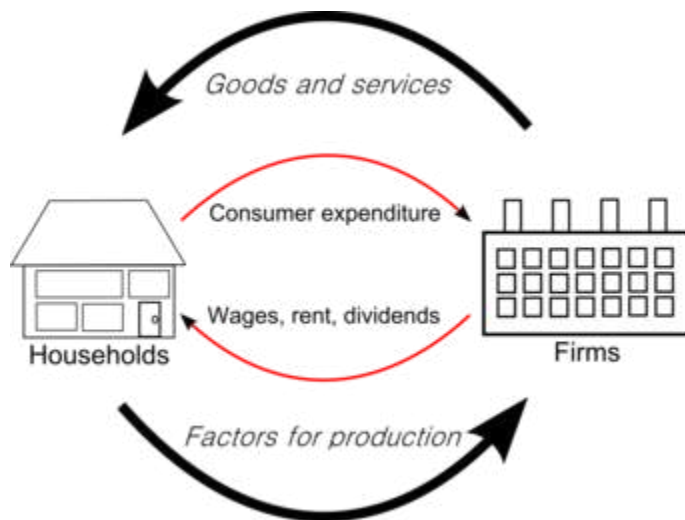 Goods and services
Consumer expenditure
Wages, rent, dividends
Households
Firms
Factors for production